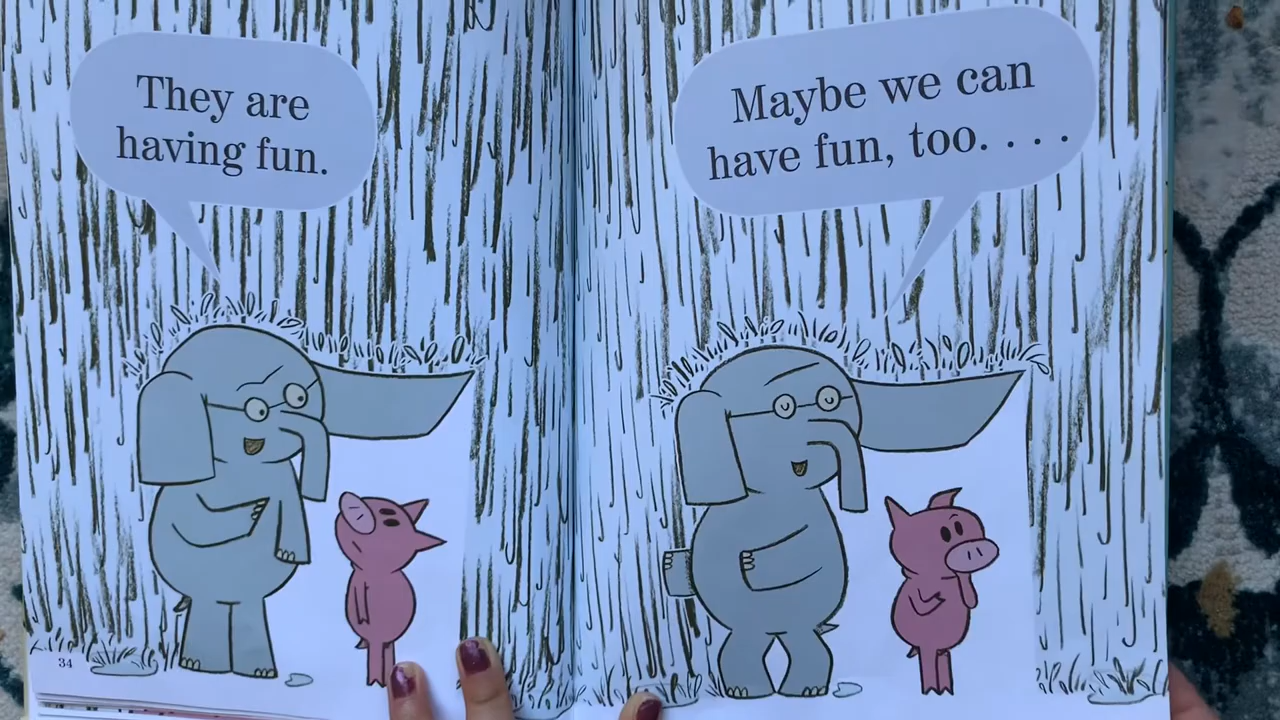 They are
having fun.
34
Maybe we can
have fun, too. . . .